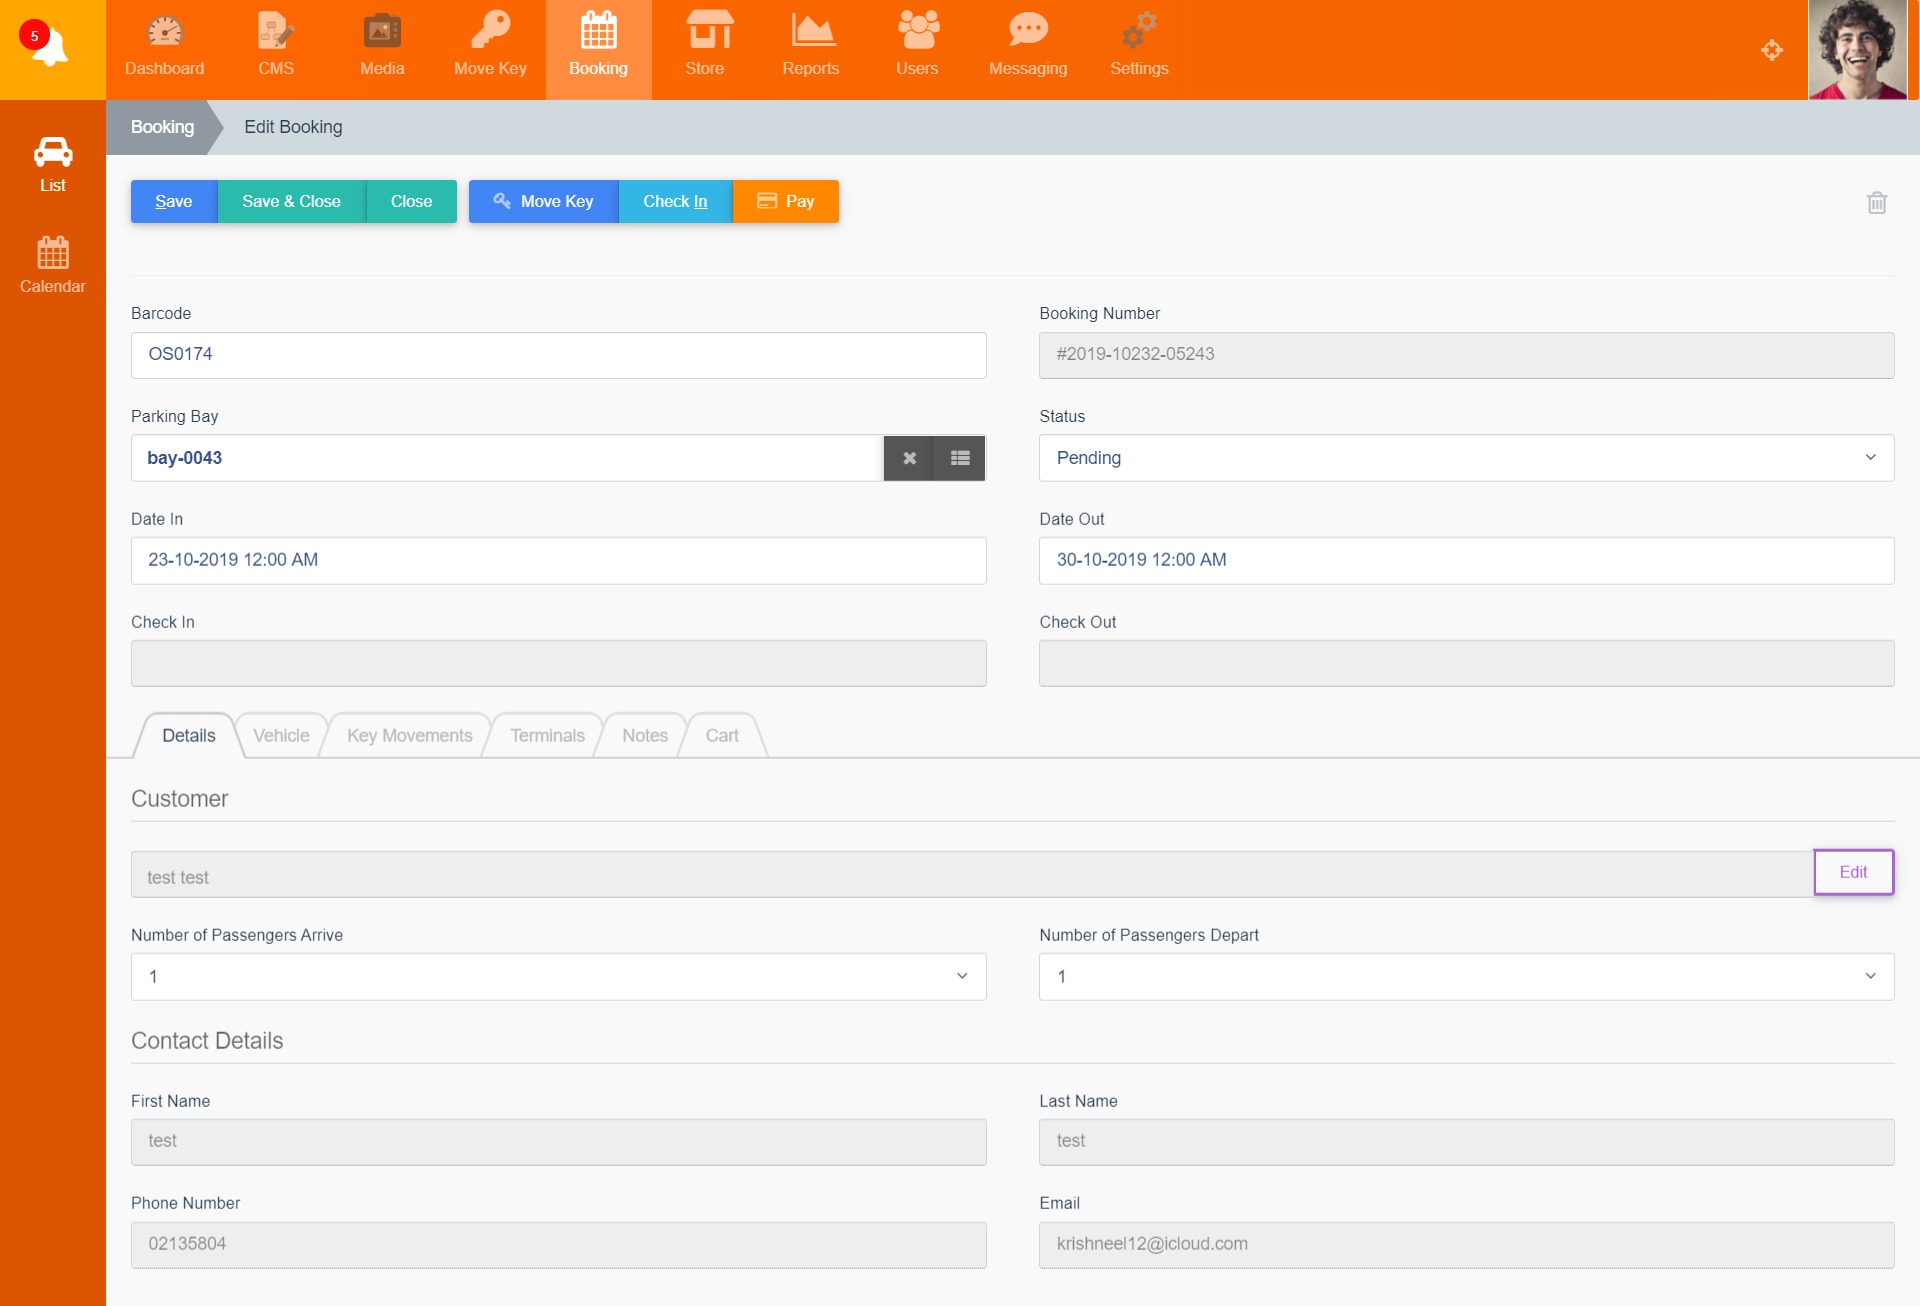 5
Dashboard
CMS
Media
Move Key
Booking
Store
Reports
Users
Messaging
Settings
List
Calendar
Booking
Edit Booking
Save
Save & Close
Close
Move Key
Check In
Pay
Barcode
Booking Number
OS0174
#2019-10232-05243
Parking Bay
Status
bay-0043
Pending
Date In
Date Out
23-10-2019 12:00 AM
30-10-2019 12:00 AM
Check In
Check Out
Details
Vehicle
Key Movements
Terminals
Notes
Cart
Customer
test test
Edit
Number of Passengers Arrive
Number of Passengers Depart
1
1
Contact Details
First Name
Last Name
test
test
Phone Number
Email
02135804
krishneel12@icloud.com